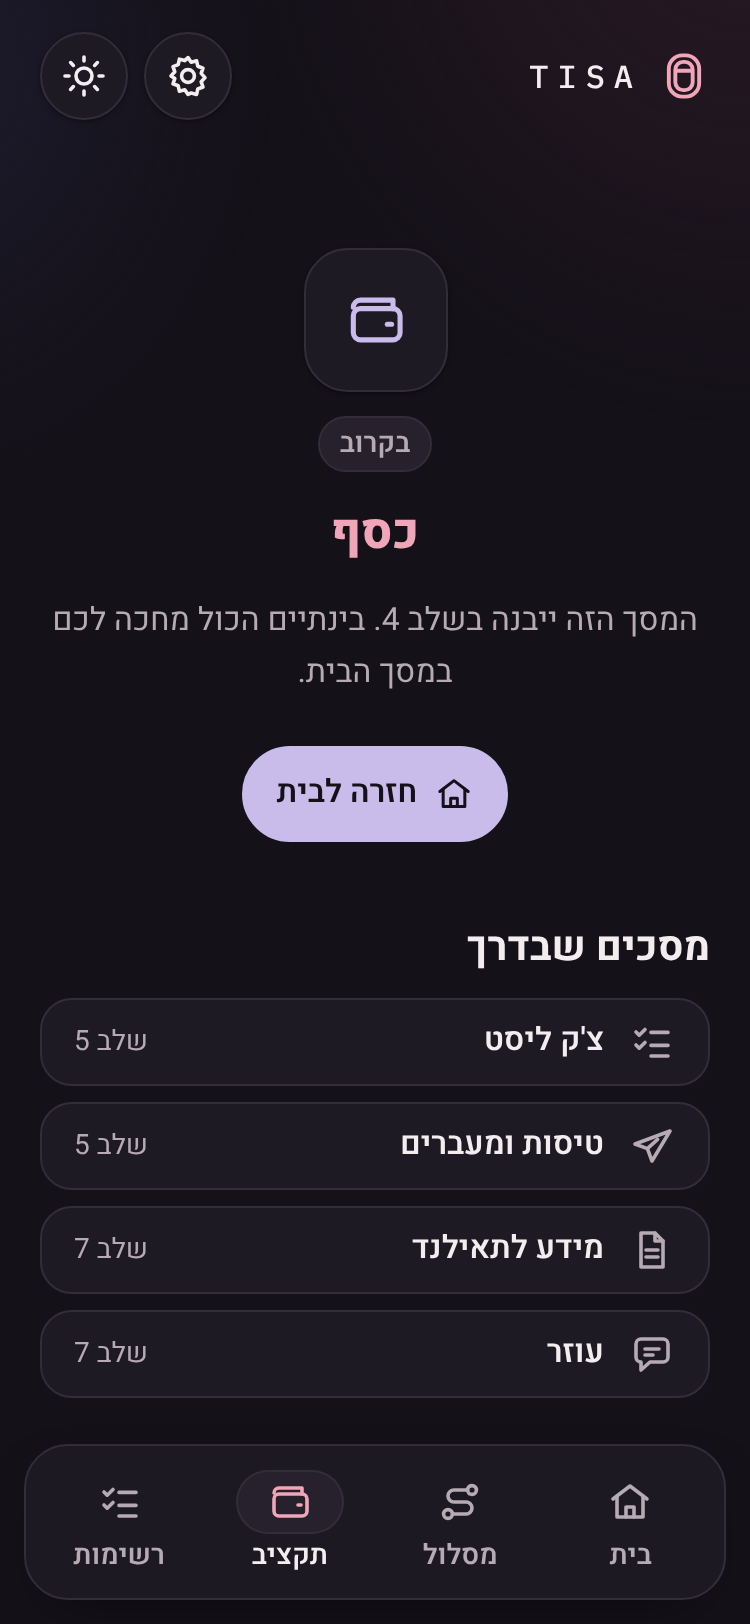 TISA
בקרוב
כסף
המסך הזה ייבנה בשלב 4. בינתיים הכול מחכה לכם
במסך הבית.
חזרה לבית
מסכים שבדרך
צ'ק ליסט שלב 5
טיסות ומעברים שלב 5
מידע לתאילנד שלב 7
עוזר שלב 7
בית מסלול תקציב רשימות